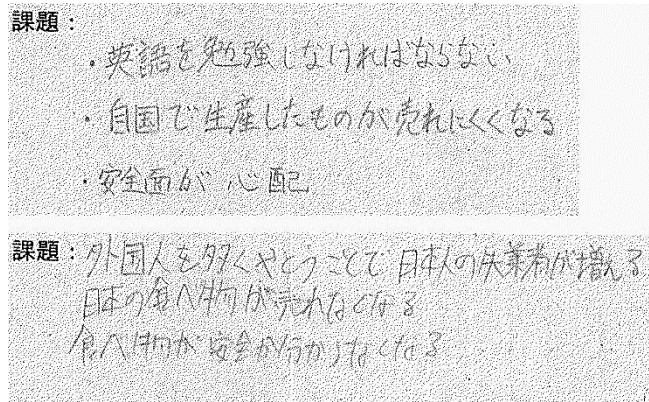 課題：
・英語を勉強しなければならない
・自国で生産したものが売れにくくなる
・安全面が心配
課題：外国人を多くやとうことで日本人の失業者が増える
日本の食べ物が売れなくなる
食べ物が安全か分からなくなる